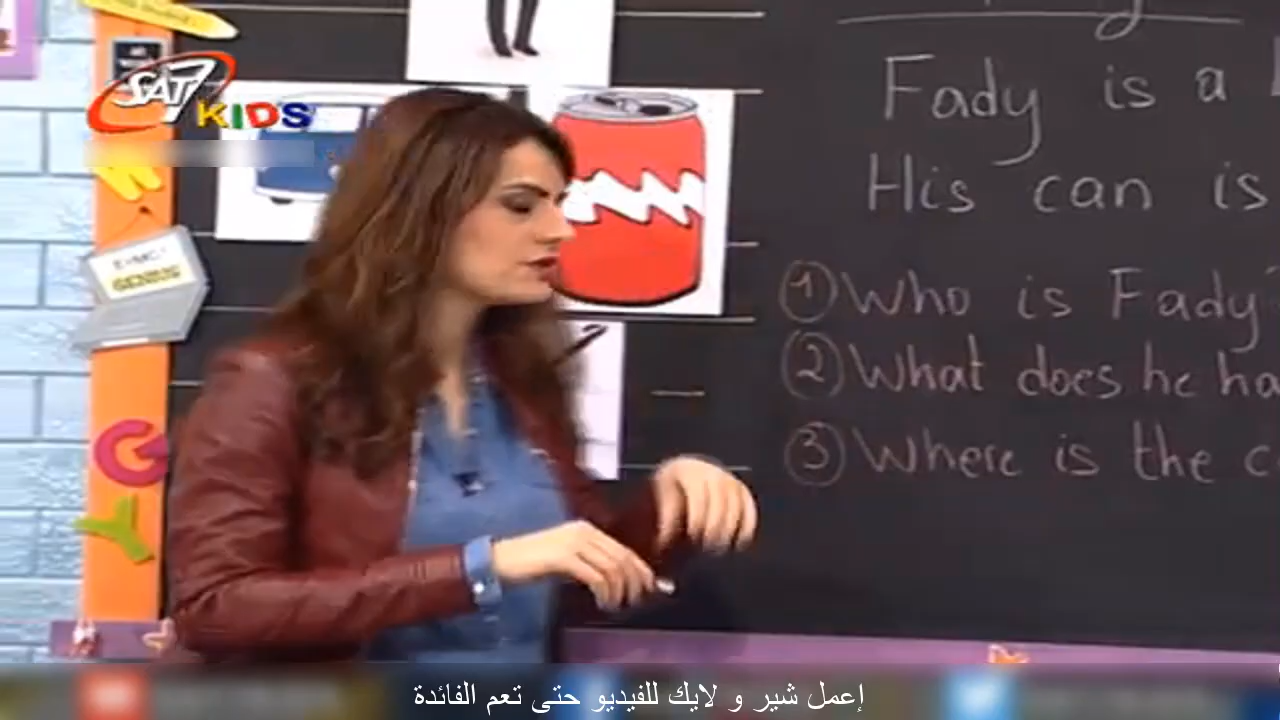 SAT7
KIDS
Fady is a
His can is
① Who is Fady?
② What does he ha
③ Where is the c
G
Y
إعمل شير و لايك للفيديو حتى تعم الفائدة